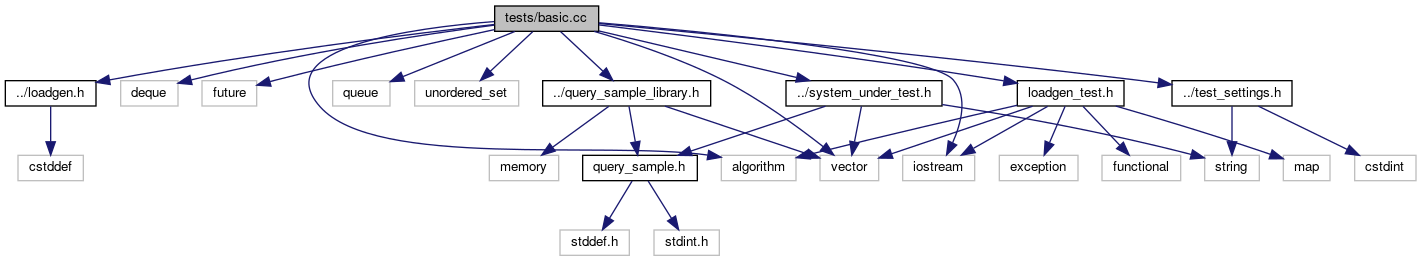 tests/basic.cc
../loadgen.h
deque
future
queue
unordered_set
../query_sample_library.h
../system_under_test.h
loadgen_test.h
../test_settings.h
cstddef
memory
query_sample.h
algorithm
vector
iostream
exception
functional
string
map
cstdint
stddef.h
stdint.h